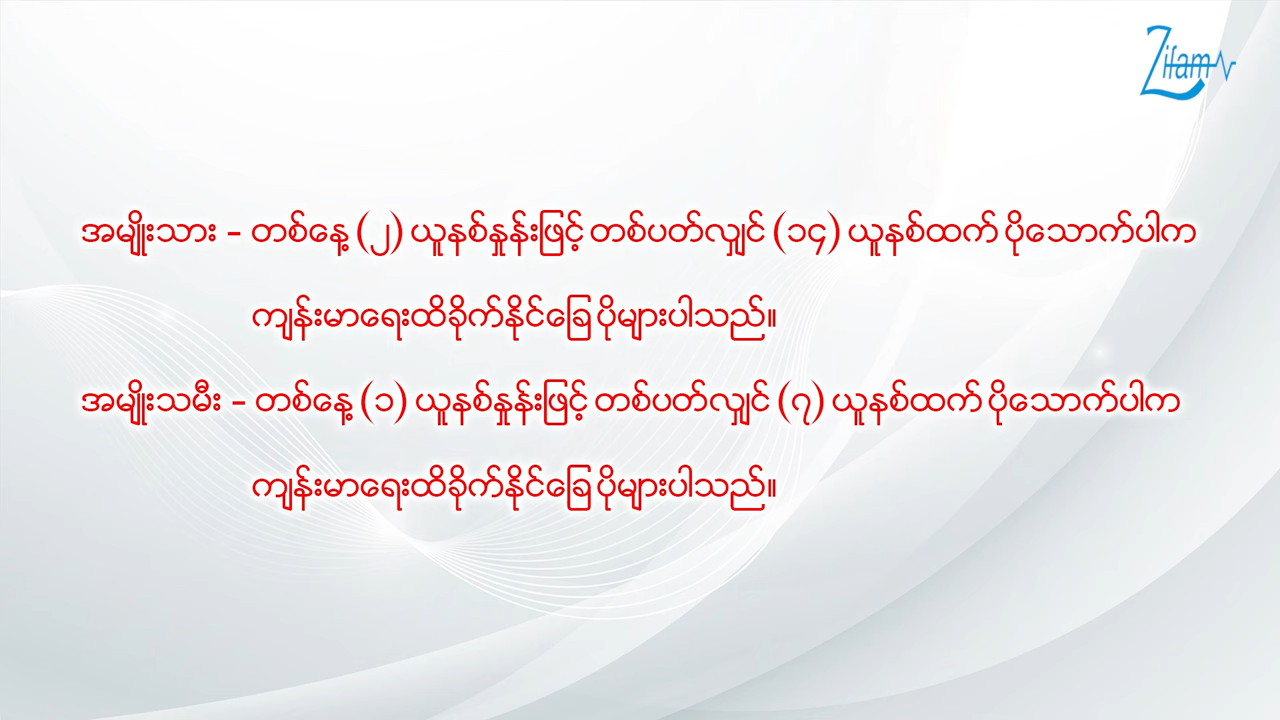 Zifam
အမျိုးသား - တစ်နေ့ (၂) ယူနစ်နှုန်းဖြင့် တစ်ပတ်လျှင် (၁၄) ယူနစ်ထက် ပိုသောက်ပါက
ကျန်းမာရေးထိခိုက်နိုင်ခြေ ပိုများပါသည်။
အမျိုးသမီး - တစ်နေ့ (၁) ယူနစ်နှုန်းဖြင့် တစ်ပတ်လျှင် (၇) ယူနစ်ထက် ပိုသောက်ပါက
ကျန်းမာရေးထိခိုက်နိုင်ခြေ ပိုများပါသည်။